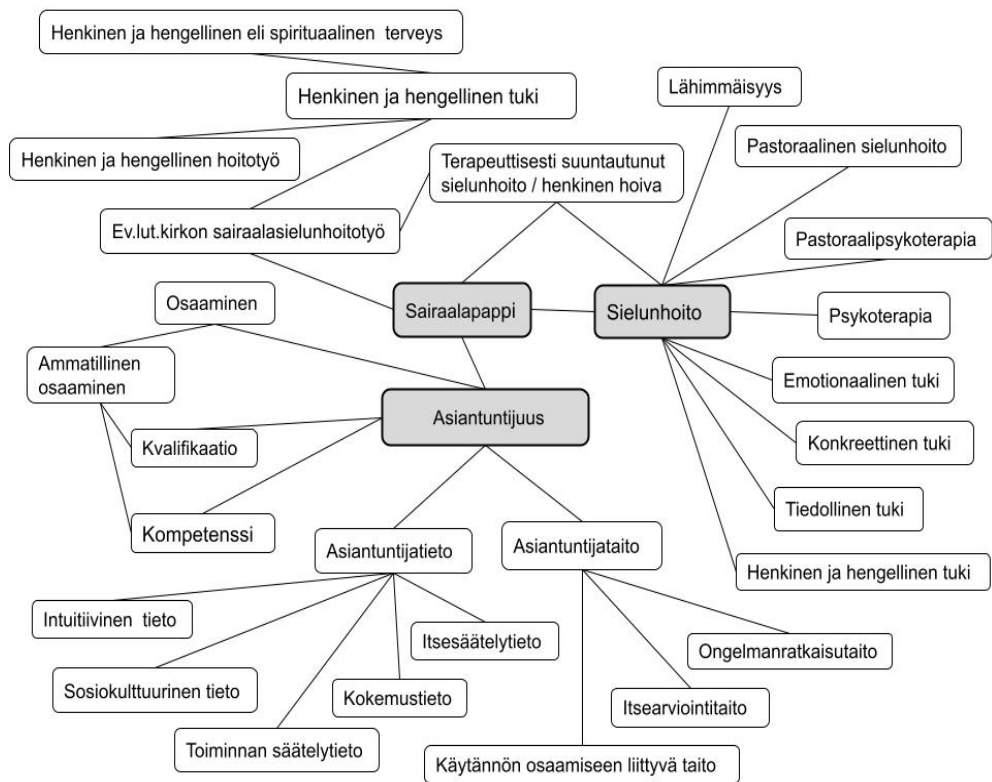 Henkinen ja hengellinen eli spirituaalinen terveys
Henkinen ja hengellinen tuki
Lähimmäisyys
Henkinen ja hengellinen hoitotyö
Terapeuttisesti suuntautunut
sielunhoito / henkinen hoiva
Pastoraalinen sielunhoito
Ev.lut.kirkon sairaalasielunhoitotyö
Pastoraalipsykoterapia
Osaaminen
Sairaalapappi
Sielunhoito
Psykoterapia
Ammatillinen
osaaminen
Emotionaalinen tuki
Asiantuntijuus
Kvalifikaatio
Konkreettinen tuki
Kompetenssi
Tiedollinen tuki
Asiantuntijatieto
Asiantuntijataito
Henkinen ja hengellinen tuki
Intuitiivinen tieto
Itsesäätelytieto
Ongelmanratkaisutaito
Sosiokulttuurinen tieto
Kokemustieto
Itsearviointitaito
Toiminnan säätelytieto
Käytännön osaamiseen liittyvä taito